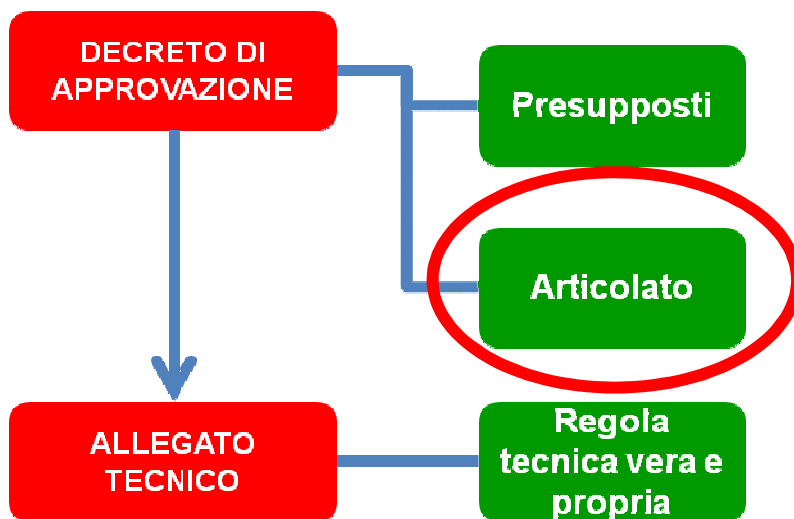 DECRETO DI
APPROVAZIONE
Presupposti
Articolato
ALLEGATO
TECNICO
Regola
tecnica vera e
propria